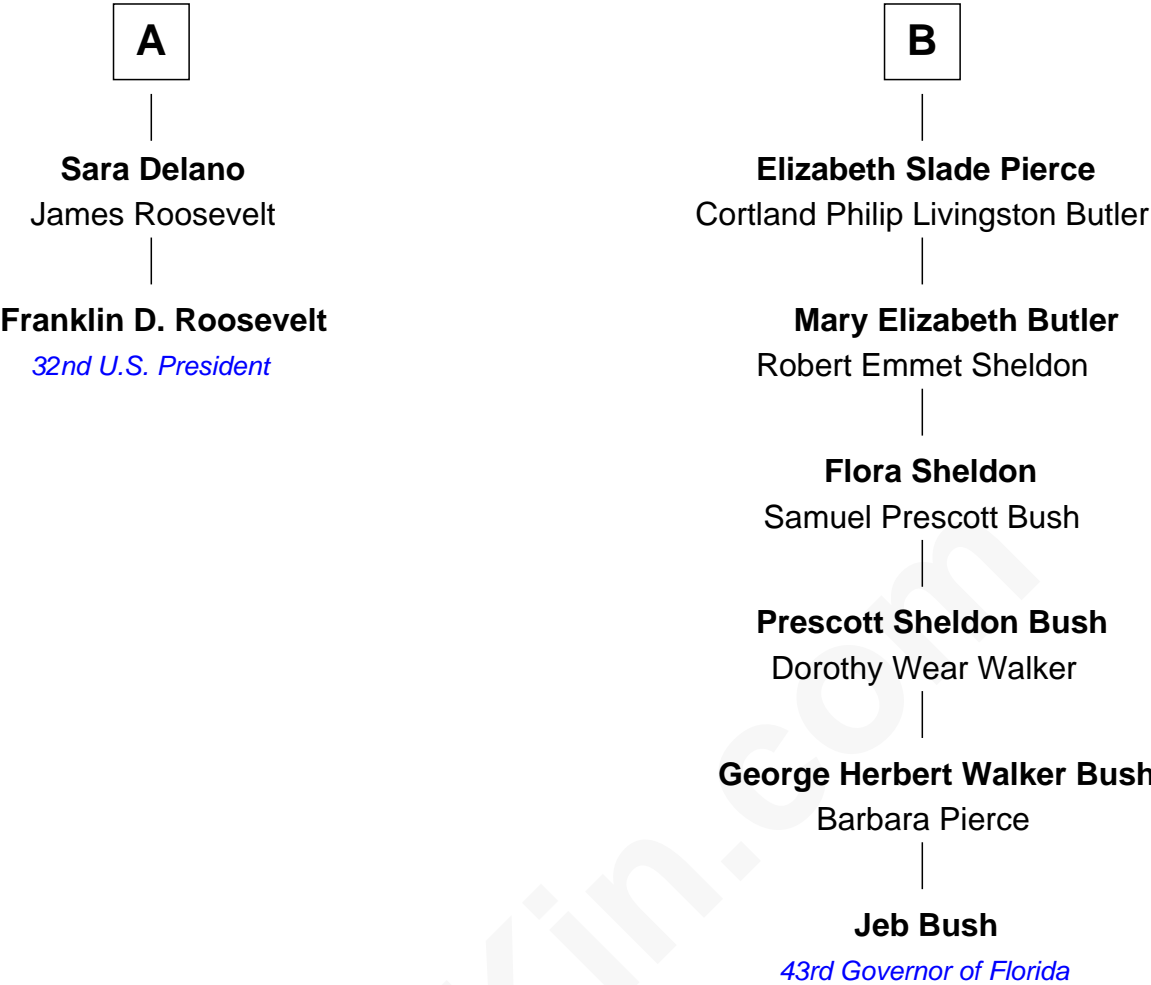 A
Sara Delano
James Roosevelt
Franklin D. Roosevelt
32nd U.S. President
B
Elizabeth Slade Pierce
Cortland Philip Livingston Butler
Mary Elizabeth Butler
Robert Emmet Sheldon
Flora Sheldon
Samuel Prescott Bush
Prescott Sheldon Bush
Dorothy Wear Walker
George Herbert Walker Bush
Barbara Pierce
Jeb Bush
43rd Governor of Florida
Kin.com